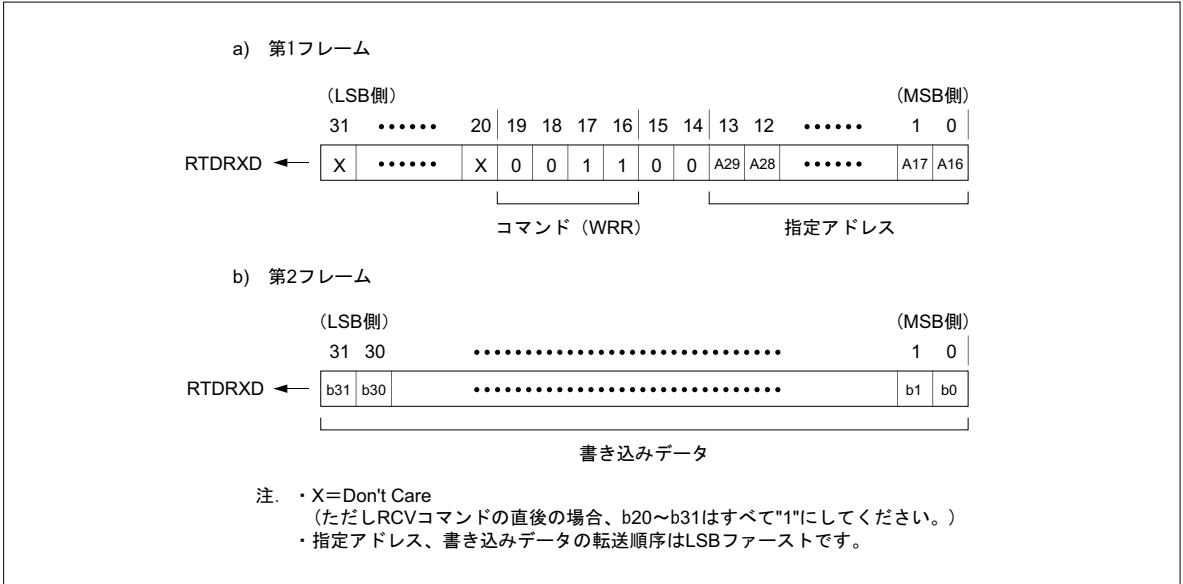 a) 第1フレーム
(LSB側) (MSB側)
31 •••••• 20 19 18 17 16 15 14 13 12 •••••• 1 0
RTDRXD ← X •••••• X 0 0 1 1 0 0 A29 A28 •••••• A17 A16
コマンド（WRR） 指定アドレス
b) 第2フレーム
(LSB側) (MSB側)
31 30 •••••••••••••••••••••••••••••• 1 0
RTDRXD ← b31 b30 •••••••••••••••••••••••••••••• b1 b0
書き込みデータ
注. ・X＝Don't Care
（ただしRCVコマンドの直後の場合、b20～b31はすべて"1"にしてください。）
・指定アドレス、書き込みデータの転送順序はLSBファーストです。